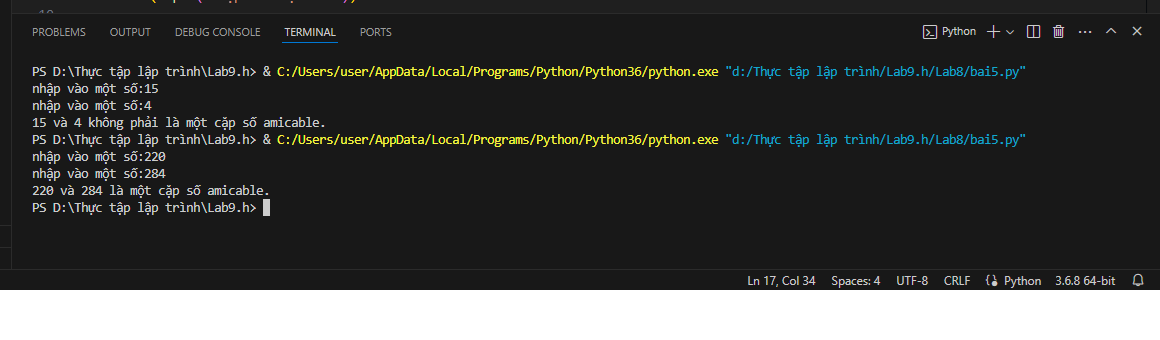 PROBLEMS OUTPUT DEBUG CONSOLE TERMINAL PORTS Python
PS D:\Thực tập lập trình\Lab9.h> & C:/Users/user/AppData/Local/Programs/Python/Python36/python.exe "d:/Thực tập lập trình/Lab9.h/Lab8/bai5.py"
nhập vào một số:15
nhập vào một số:4
15 và 4 không phải là một cặp số amicable.
PS D:\Thực tập lập trình\Lab9.h> & C:/Users/user/AppData/Local/Programs/Python/Python36/python.exe "d:/Thực tập lập trình/Lab9.h/Lab8/bai5.py"
nhập vào một số:220
nhập vào một số:284
220 và 284 là một cặp số amicable.
PS D:\Thực tập lập trình\Lab9.h>
Ln 17, Col 34 Spaces: 4 UTF-8 CRLF Python 3.6.8 64-bit